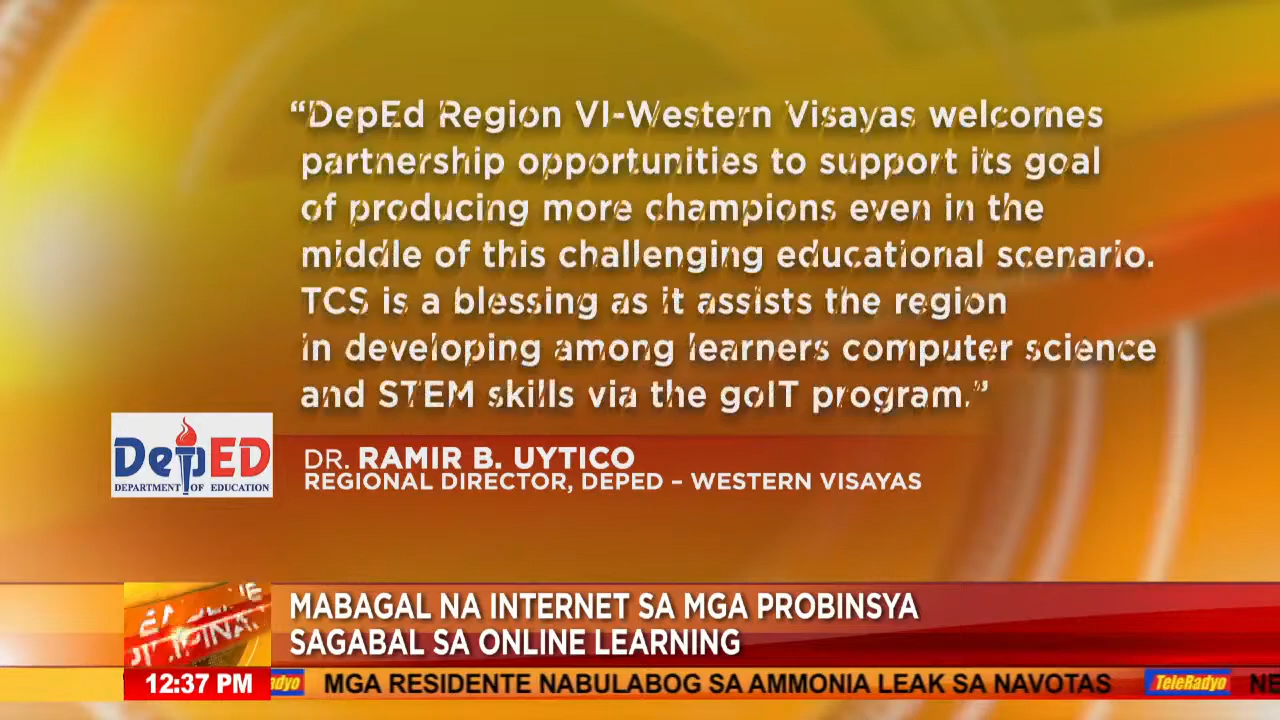 “DepEd Region VI-Western Visayas welcomes
partnership opportunities to support its goal
of producing more champions even in the
middle of this challenging educational scenario.
TCS is a blessing as it assists the region
in developing among learners computer science
and STEM skills via the goIT program.”
DepED
DEPARTMENT OF EDUCATION
DR. RAMIR B. UYTICO
REGIONAL DIRECTOR, DEPED – WESTERN VISAYAS
MABAGAL NA INTERNET SA MGA PROBINSYA
SAGABAL SA ONLINE LEARNING
12:37 PM
MGA RESIDENTE NABULABOG SA AMMONIA LEAK SA NAVOTAS TeleRadyo